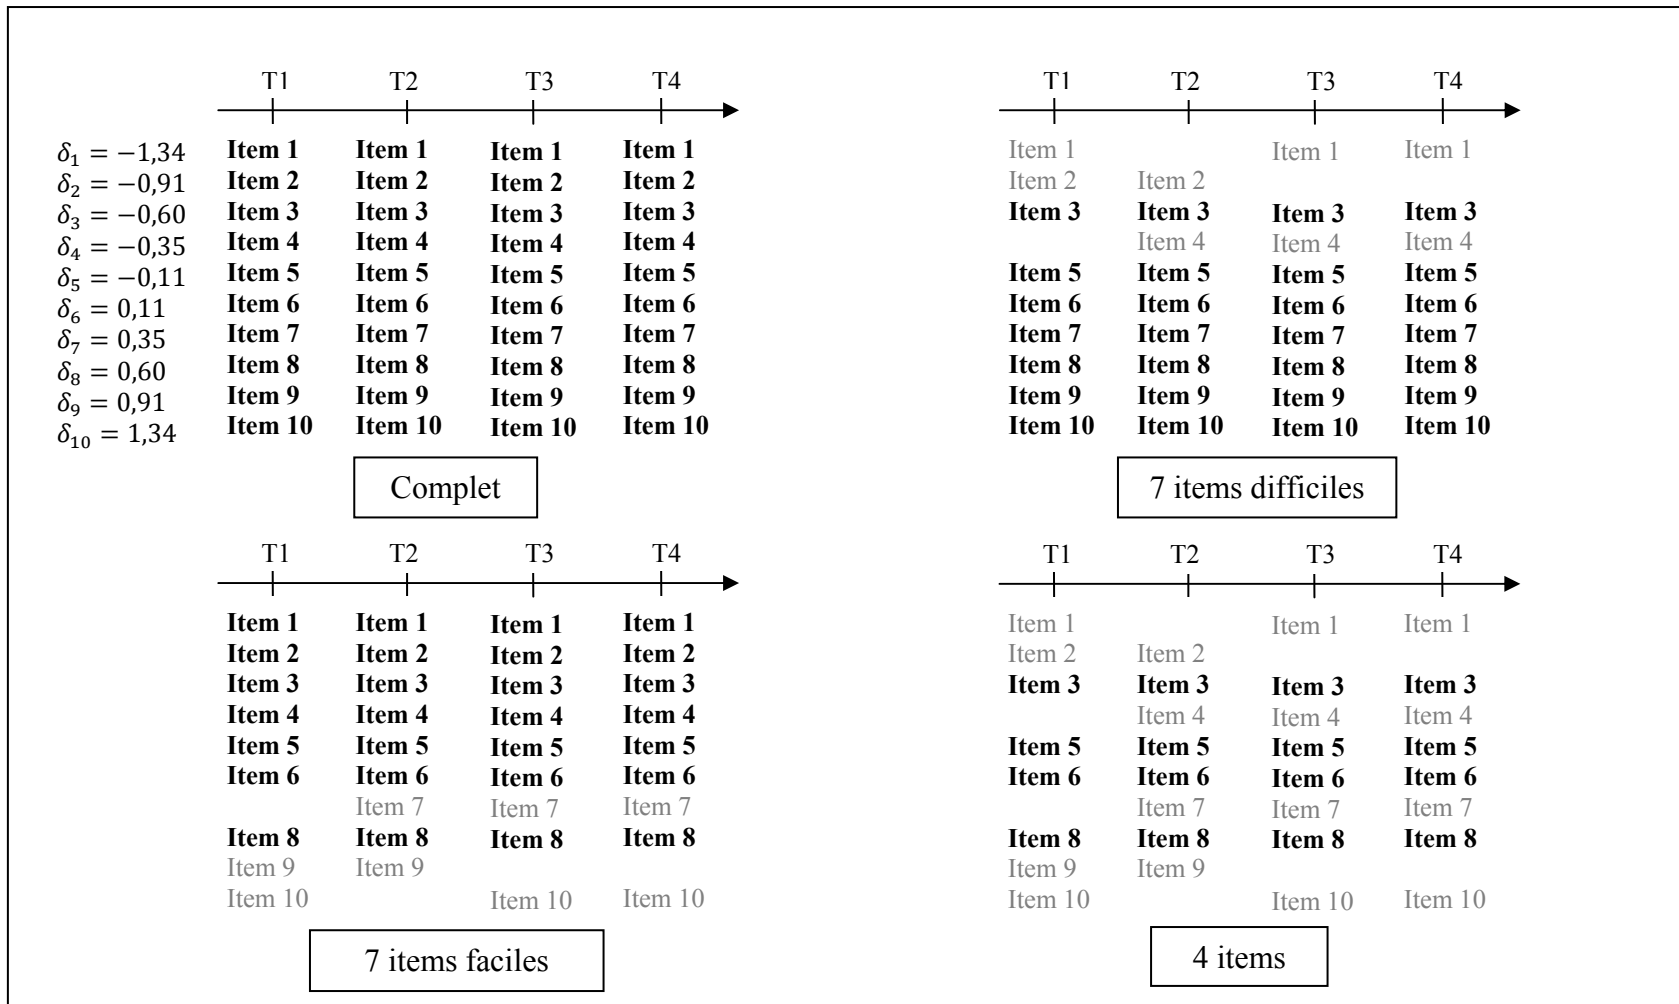 T1 T2 T3 T4
δ₁ = −1,34 Item 1 Item 1 Item 1 Item 1
δ₂ = −0,91 Item 2 Item 2 Item 2 Item 2
δ₃ = −0,60 Item 3 Item 3 Item 3 Item 3
δ₄ = −0,35 Item 4 Item 4 Item 4 Item 4
δ₅ = −0,11 Item 5 Item 5 Item 5 Item 5
δ₆ = 0,11 Item 6 Item 6 Item 6 Item 6
δ₇ = 0,35 Item 7 Item 7 Item 7 Item 7
δ₈ = 0,60 Item 8 Item 8 Item 8 Item 8
δ₉ = 0,91 Item 9 Item 9 Item 9 Item 9
δ₁₀ = 1,34 Item 10 Item 10 Item 10 Item 10
Complet
T1 T2 T3 T4
Item 1 Item 1 Item 1
Item 2 Item 2
Item 3 Item 3 Item 3 Item 3
Item 4 Item 4 Item 4
Item 5 Item 5 Item 5 Item 5
Item 6 Item 6 Item 6 Item 6
Item 7 Item 7 Item 7 Item 7
Item 8 Item 8 Item 8 Item 8
Item 9 Item 9 Item 9 Item 9
Item 10 Item 10 Item 10 Item 10
7 items difficiles
T1 T2 T3 T4
Item 1 Item 1 Item 1 Item 1
Item 2 Item 2 Item 2 Item 2
Item 3 Item 3 Item 3 Item 3
Item 4 Item 4 Item 4 Item 4
Item 5 Item 5 Item 5 Item 5
Item 6 Item 6 Item 6 Item 6
Item 7 Item 7 Item 7
Item 8 Item 8 Item 8 Item 8
Item 9 Item 9
Item 10 Item 10 Item 10
7 items faciles
T1 T2 T3 T4
Item 1 Item 1 Item 1
Item 2 Item 2
Item 3 Item 3 Item 3 Item 3
Item 4 Item 4 Item 4
Item 5 Item 5 Item 5 Item 5
Item 6 Item 6 Item 6 Item 6
Item 7 Item 7 Item 7
Item 8 Item 8 Item 8 Item 8
Item 9 Item 9
Item 10 Item 10 Item 10
4 items